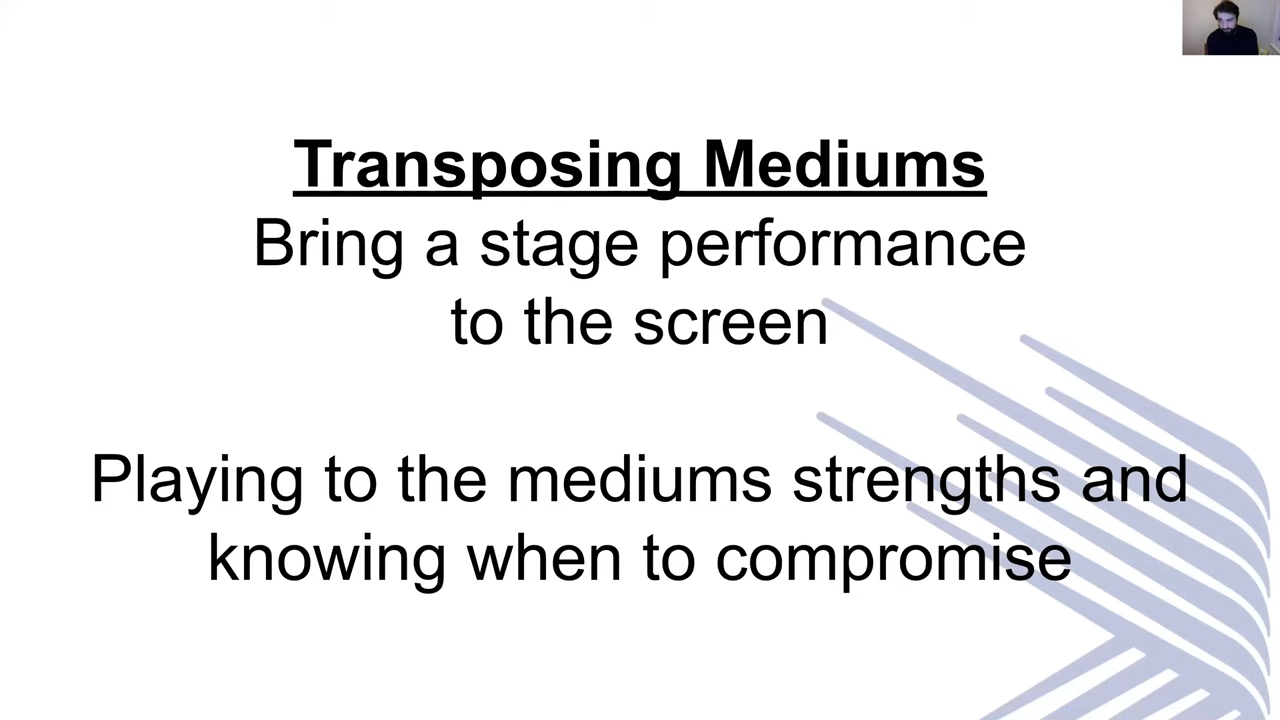 Transposing Mediums
Bring a stage performance
to the screen
Playing to the mediums strengths and
knowing when to compromise